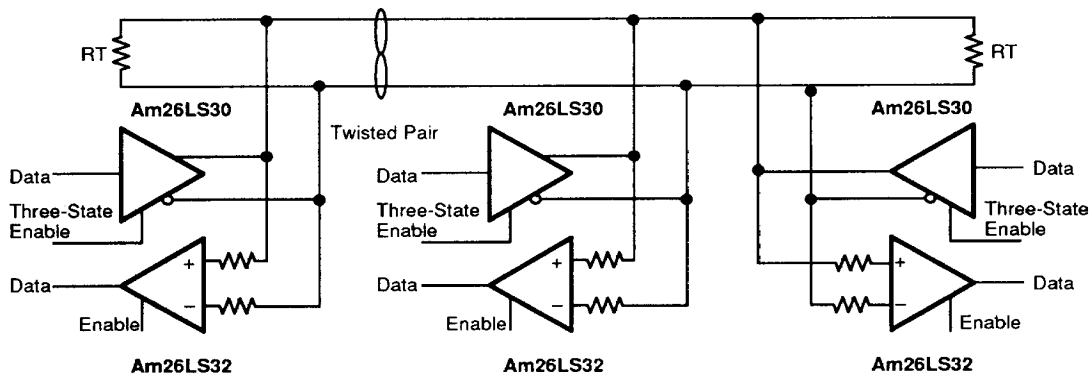 RT
RT
Am26LS30
Am26LS30
Am26LS30
Twisted Pair
Data
Data
Data
Three-State
Enable
Three-State
Enable
Three-State
Enable
+
+
+
Data
Data
Data
−
−
−
Enable
Enable
Enable
Am26LS32
Am26LS32
Am26LS32